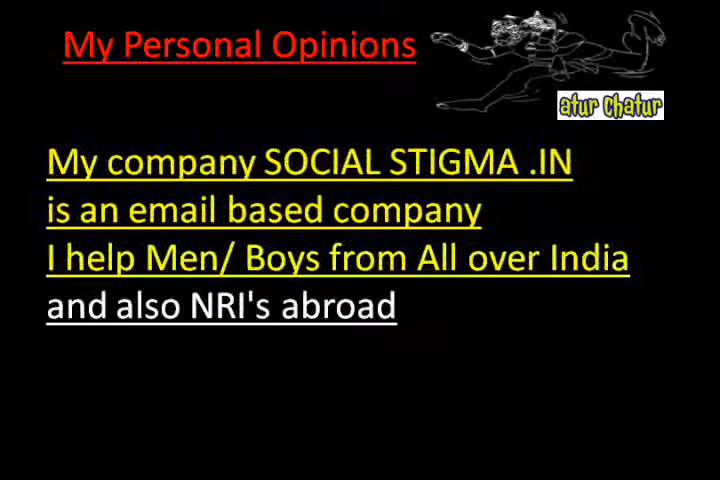 My Personal Opinions
atur chatur
My company SOCIAL STIGMA .IN
is an email based company
I help Men/ Boys from All over India
and also NRI's abroad